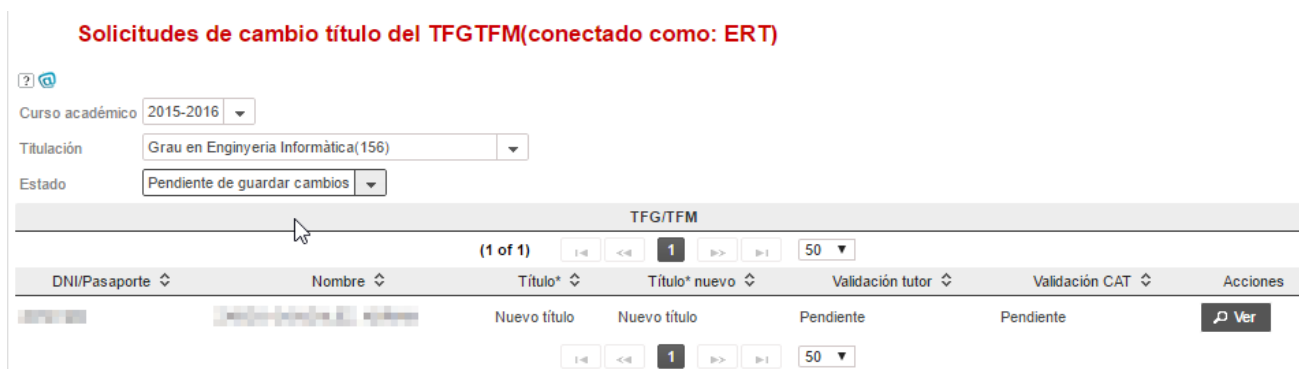 Solicitudes de cambio título del TFGTFM(conectado como: ERT)
?
Curso académico 2015-2016
Titulación Grau en Enginyeria Informàtica(156)
Estado Pendiente de guardar cambios
TFG/TFM
(1 of 1) 1 50
DNI/Pasaporte Nombre Título* Título* nuevo Validación tutor Validación CAT Acciones
Nuevo título Nuevo título Pendiente Pendiente Ver
1 50